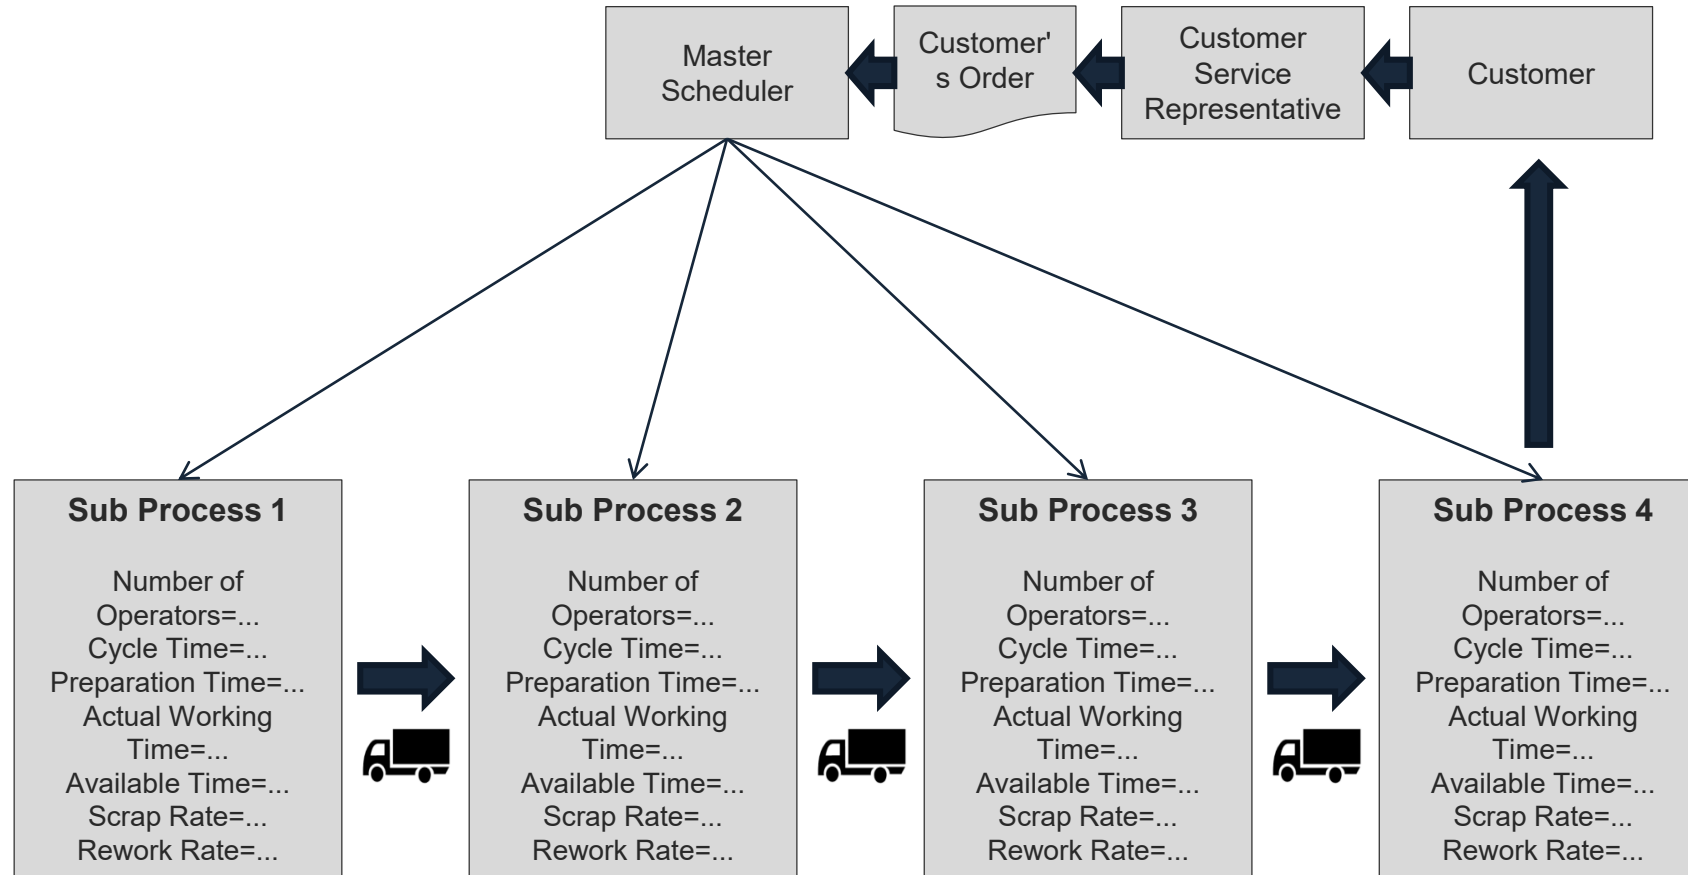 Master
Scheduler
Customer'
s Order
Customer
Service
Representative
Customer
Sub Process 1
Number of
Operators=...
Cycle Time=...
Preparation Time=...
Actual Working
Time=...
Available Time=...
Scrap Rate=...
Rework Rate=...
Sub Process 2
Number of
Operators=...
Cycle Time=...
Preparation Time=...
Actual Working
Time=...
Available Time=...
Scrap Rate=...
Rework Rate=...
Sub Process 3
Number of
Operators=...
Cycle Time=...
Preparation Time=...
Actual Working
Time=...
Available Time=...
Scrap Rate=...
Rework Rate=...
Sub Process 4
Number of
Operators=...
Cycle Time=...
Preparation Time=...
Actual Working
Time=...
Available Time=...
Scrap Rate=...
Rework Rate=...